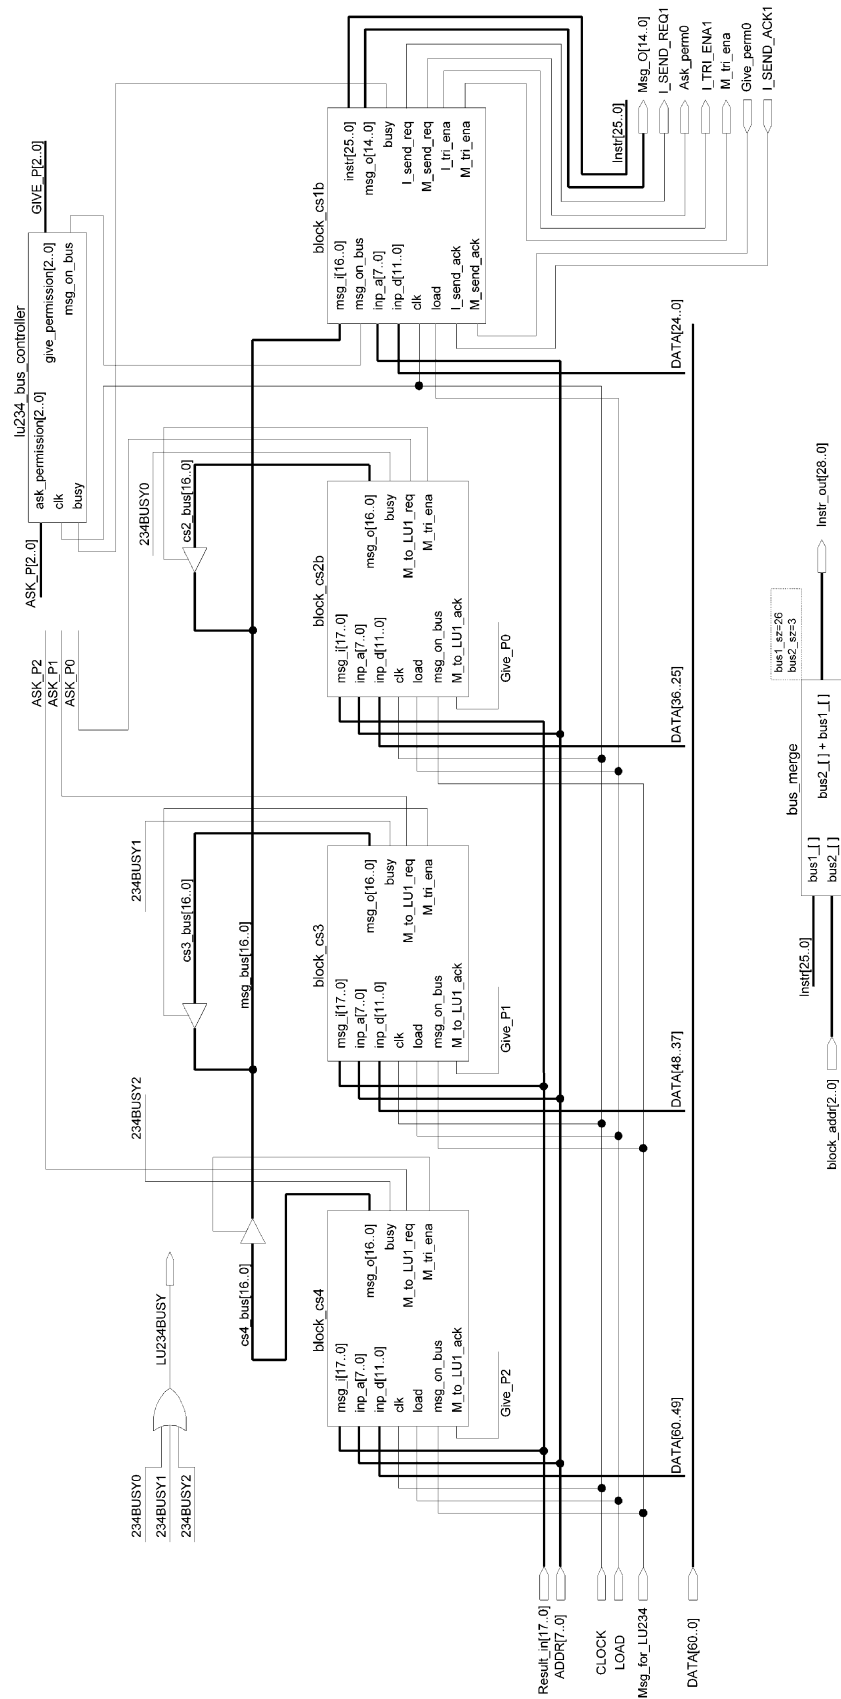 Msg_O[14..0]
I_SEND_REQ1
Ask_perm0
I_TRI_ENA1
M_tri_ena
Give_perm0
I_SEND_ACK1
Instr[25..0]
GIVE_P[2..0]
lu234_bus_controller
ask_permission[2..0]
clk
busy
give_permission[2..0]
msg_on_bus
ASK_P[2..0]
block_cs1b
msg_i[16..0]
msg_on_bus
inp_a[7..0]
inp_d[11..0]
clk
load
I_send_ack
M_send_ack
instr[25..0]
msg_o[14..0]
busy
I_send_req
M_send_req
I_tri_ena
M_tri_ena
DATA[24..0]
ASK_P2
ASK_P1
ASK_P0
234BUSY0
cs2_bus[16..0]
block_cs2b
msg_i[17..0]
inp_a[7..0]
inp_d[11..0]
clk
load
msg_on_bus
M_to_LU1_ack
msg_o[16..0]
busy
M_to_LU1_req
M_tri_ena
Give_P0
DATA[36..25]
234BUSY1
cs3_bus[16..0]
msg_bus[16..0]
block_cs3
msg_i[17..0]
inp_a[7..0]
inp_d[11..0]
clk
load
msg_on_bus
M_to_LU1_ack
msg_o[16..0]
busy
M_to_LU1_req
M_tri_ena
Give_P1
DATA[48..37]
234BUSY2
cs4_bus[16..0]
block_cs4
msg_i[17..0]
inp_a[7..0]
inp_d[11..0]
clk
load
msg_on_bus
M_to_LU1_ack
msg_o[16..0]
busy
M_to_LU1_req
M_tri_ena
Give_P2
DATA[60..49]
LU234BUSY
234BUSY0
234BUSY1
234BUSY2
Result_in[17..0]
ADDR[7..0]
CLOCK
LOAD
Msg_for_LU234
DATA[60..0]
Instr_out[28..0]
bus1_sz=26
bus2_sz=3
bus_merge
bus1_[ ]
bus2_[ ]
bus2_[ ] + bus1_[ ]
Instr[25..0]
block_addr[2..0]